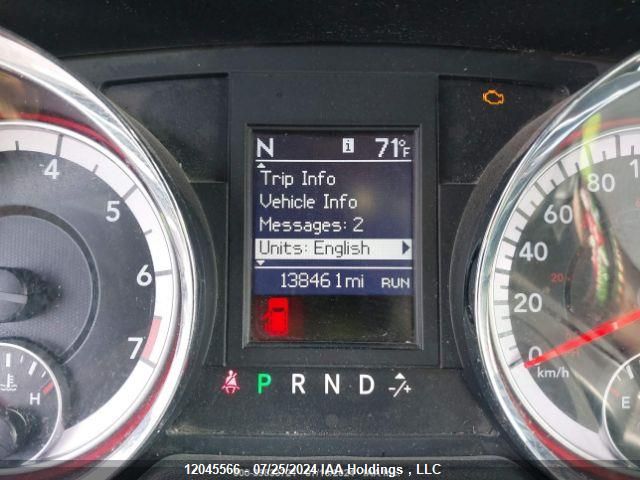 N i 71°F
Trip Info
Vehicle Info
Messages: 2
Units: English
138461mi RUN
P R N D -/+
4
5
6
7
H
80
60
40
20
20
0
km/h
E
12045566 - 07/25/2024 IAA Holdings , LLC